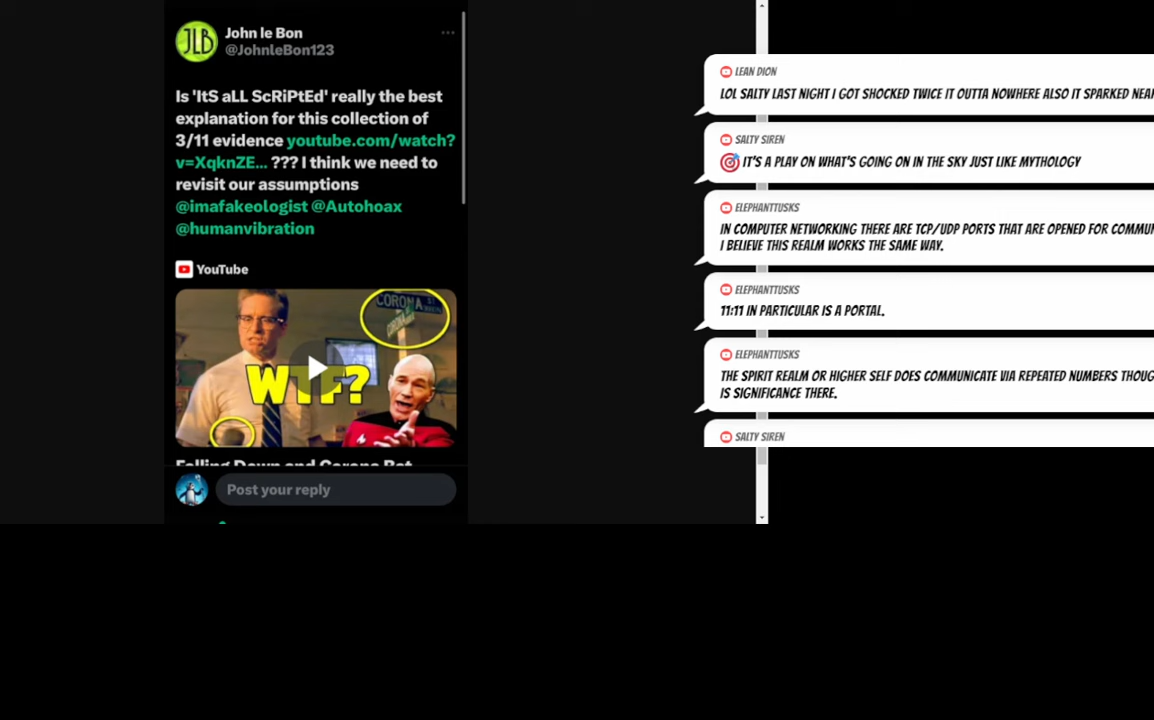 John le Bon
@JohnleBon123
Is 'ItS aLL ScRiPtEd' really the best
explanation for this collection of
3/11 evidence youtube.com/watch?
v=XqknZE... ??? I think we need to
revisit our assumptions
@imafakeologist @Autohoax
@humanvibration
YouTube
CORONA
WTF?
Falling Down and Corona Bat
Post your reply
LEAN DION
LOL SALTY LAST NIGHT I GOT SHOCKED TWICE IT OUTTA NOWHERE ALSO IT SPARKED
SALTY SIREN
IT'S A PLAY ON WHAT'S GOING ON IN THE SKY JUST LIKE MYTHOLOGY
ELEPHANTTUSKS
IN COMPUTER NETWORKING THERE ARE TCP/UDP PORTS THAT ARE OPENED FOR
I BELIEVE THIS REALM WORKS THE SAME WAY.
ELEPHANTTUSKS
11:11 IN PARTICULAR IS A PORTAL.
ELEPHANTTUSKS
THE SPIRIT REALM OR HIGHER SELF DOES COMMUNICATE VIA REPEATED NUMBERS
IS SIGNIFICANCE THERE.
SALTY SIREN